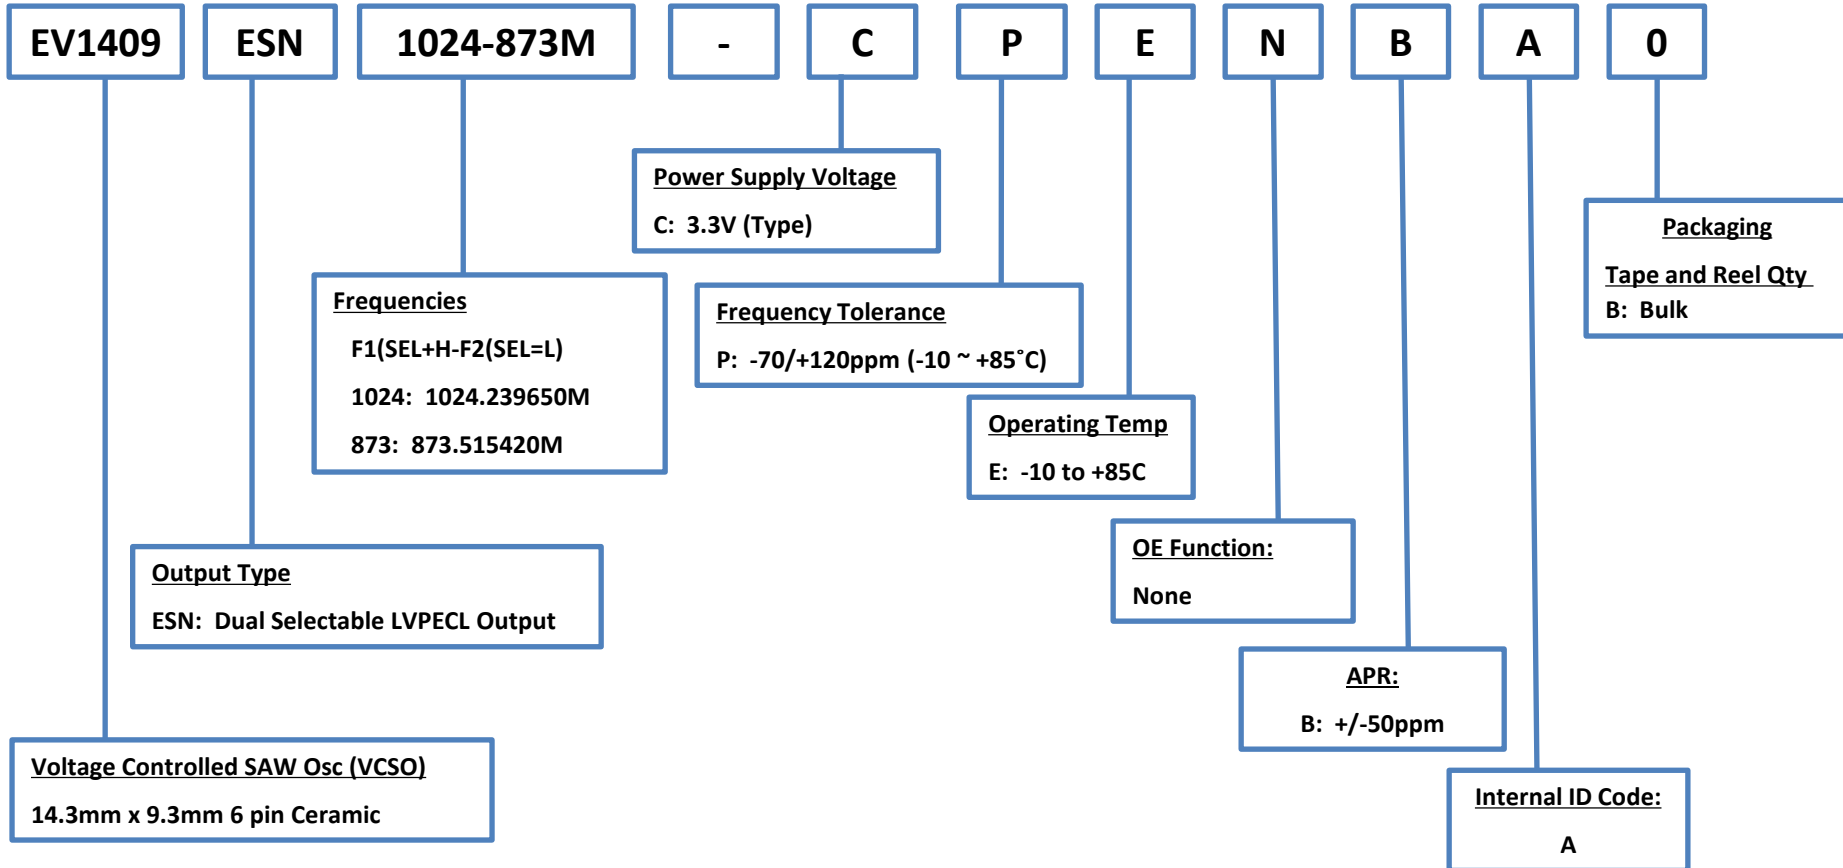 EV1409 ESN 1024-873M - C P E N B A 0
Power Supply Voltage
C: 3.3V (Type)
Packaging
Tape and Reel Qty
B: Bulk
Frequencies
F1(SEL+H-F2(SEL=L)
1024: 1024.239650M
873: 873.515420M
Frequency Tolerance
P: -70/+120ppm (-10 ~ +85˚C)
Operating Temp
E: -10 to +85C
OE Function:
None
Output Type
ESN: Dual Selectable LVPECL Output
APR:
B: +/-50ppm
Voltage Controlled SAW Osc (VCSO)
14.3mm x 9.3mm 6 pin Ceramic
Internal ID Code:
A